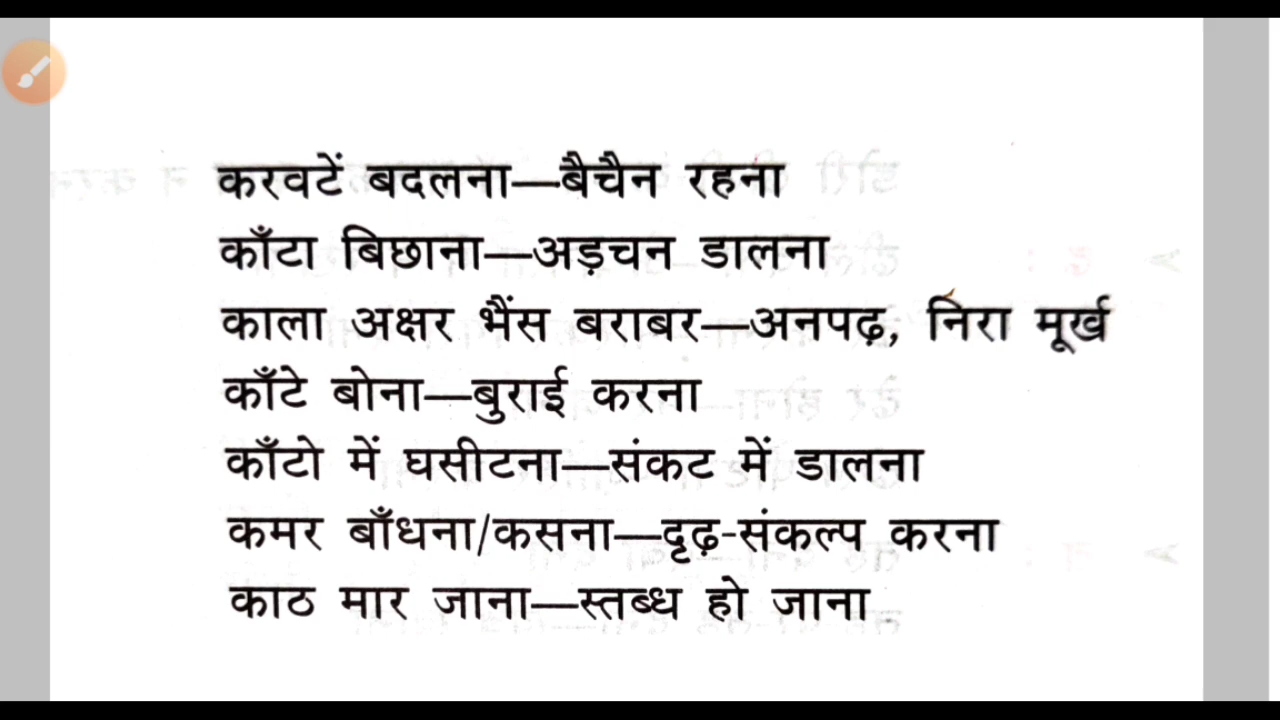 करवटें बदलना—बैचैन रहना
काँटा बिछाना—अड़चन डालना
काला अक्षर भैंस बराबर—अनपढ़, निरा मूर्ख
काँटे बोना—बुराई करना
काँटो में घसीटना—संकट में डालना
कमर बाँधना/कसना—दृढ़-संकल्प करना
काठ मार जाना—स्तब्ध हो जाना